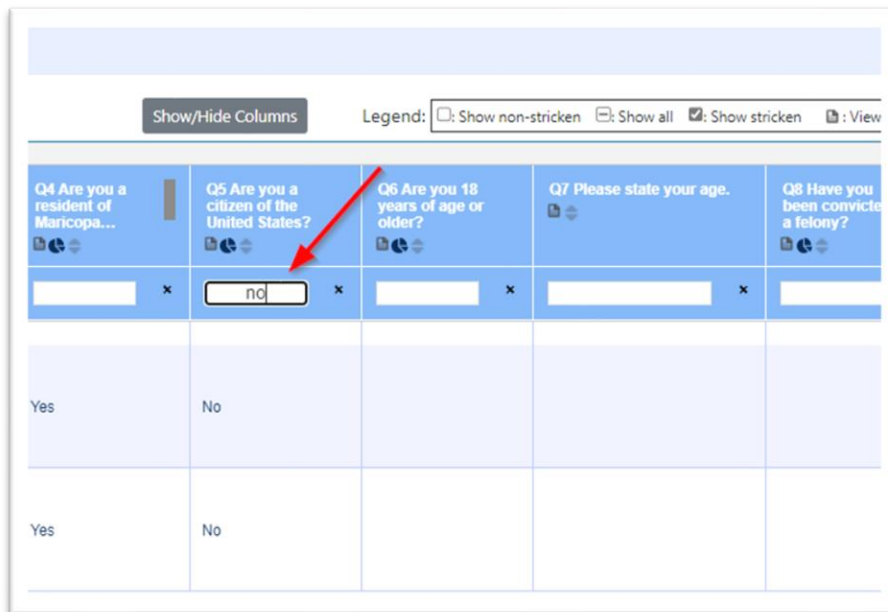 Show/Hide Columns Legend: : Show non-stricken : Show all : Show stricken : View
Q4 Are you a resident of Maricopa...
Q5 Are you a citizen of the United States?
Q6 Are you 18 years of age or older?
Q7 Please state your age.
Q8 Have you been convicte a felony?
no
Yes No
Yes No